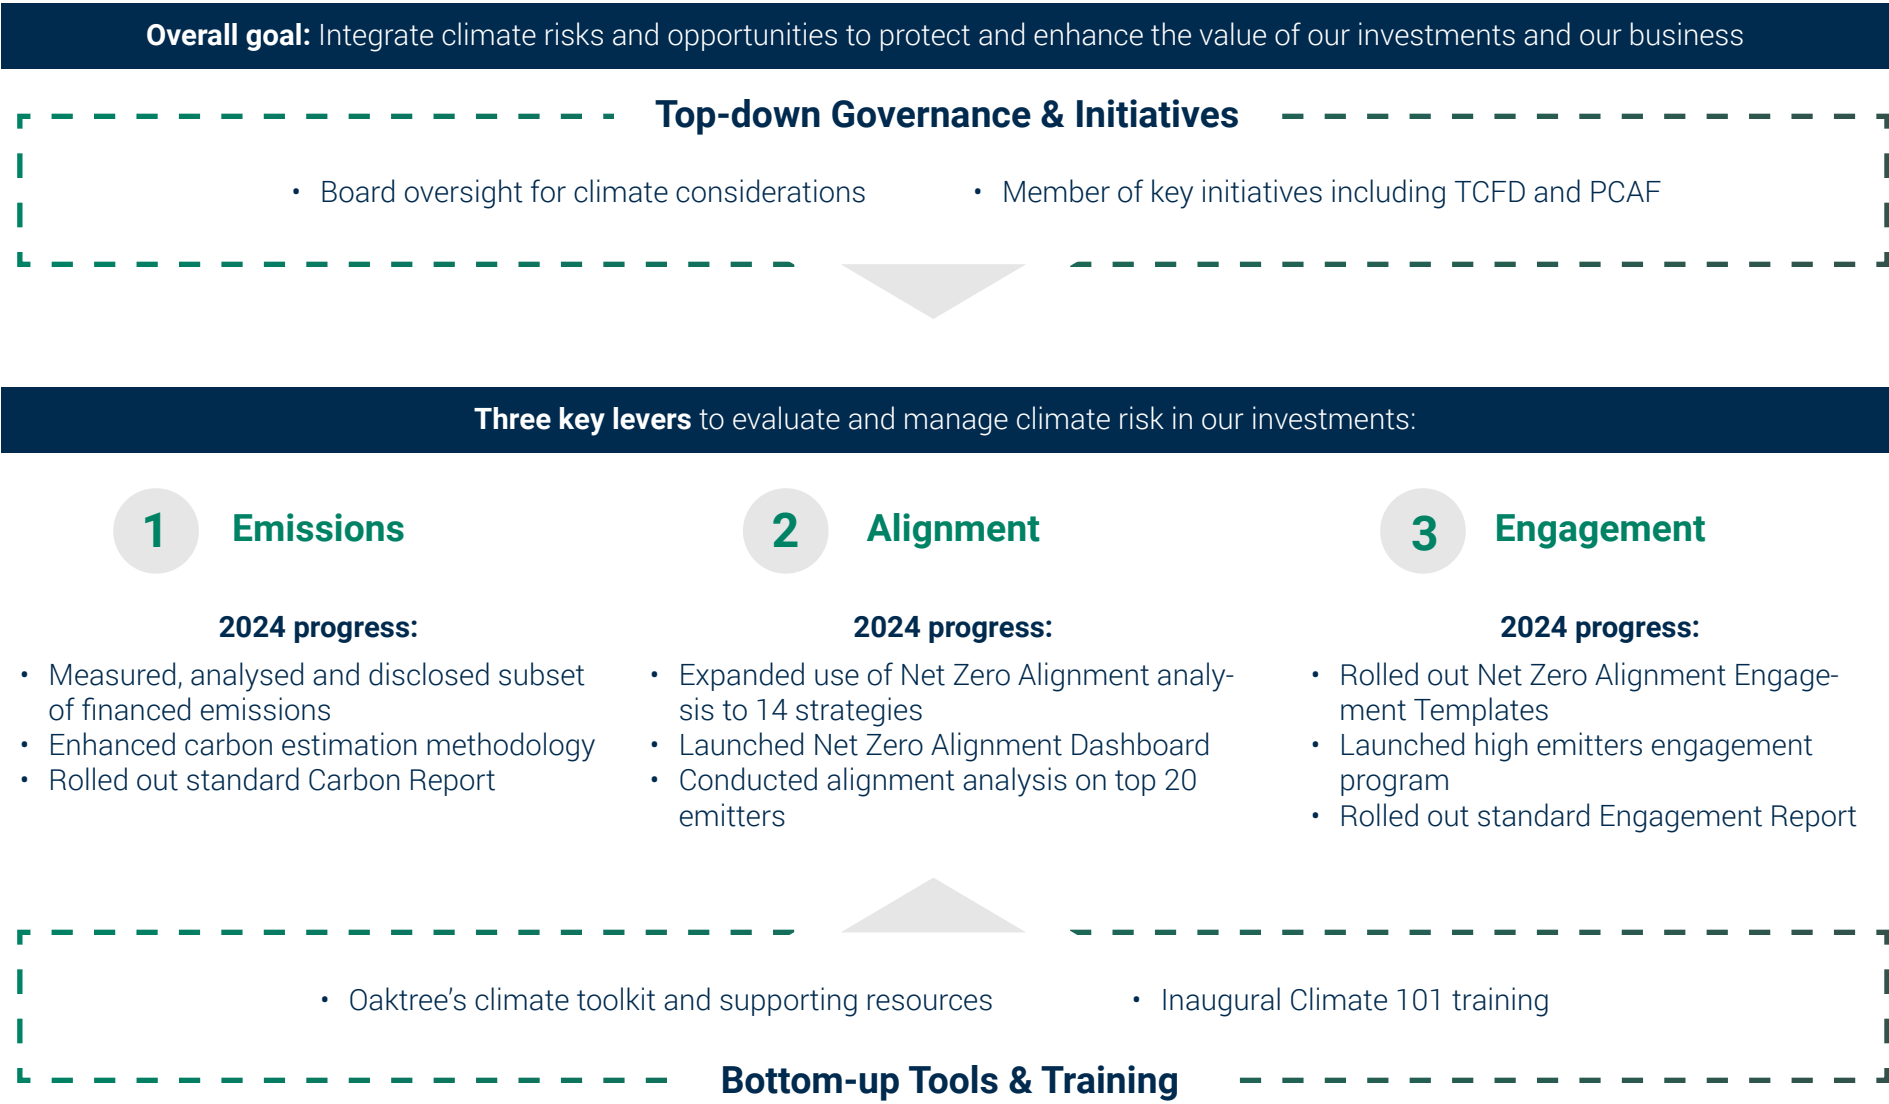 Overall goal: Integrate climate risks and opportunities to protect and enhance the value of our investments and our business
Top-down Governance & Initiatives
• Board oversight for climate considerations
• Member of key initiatives including TCFD and PCAF
Three key levers to evaluate and manage climate risk in our investments:
1 Emissions
2024 progress:
• Measured, analysed and disclosed subset
of financed emissions
• Enhanced carbon estimation methodology
• Rolled out standard Carbon Report
2 Alignment
2024 progress:
• Expanded use of Net Zero Alignment analy-
sis to 14 strategies
• Launched Net Zero Alignment Dashboard
• Conducted alignment analysis on top 20
emitters
3 Engagement
2024 progress:
• Rolled out Net Zero Alignment Engage-
ment Templates
• Launched high emitters engagement
program
• Rolled out standard Engagement Report
• Oaktree’s climate toolkit and supporting resources
• Inaugural Climate 101 training
Bottom-up Tools & Training